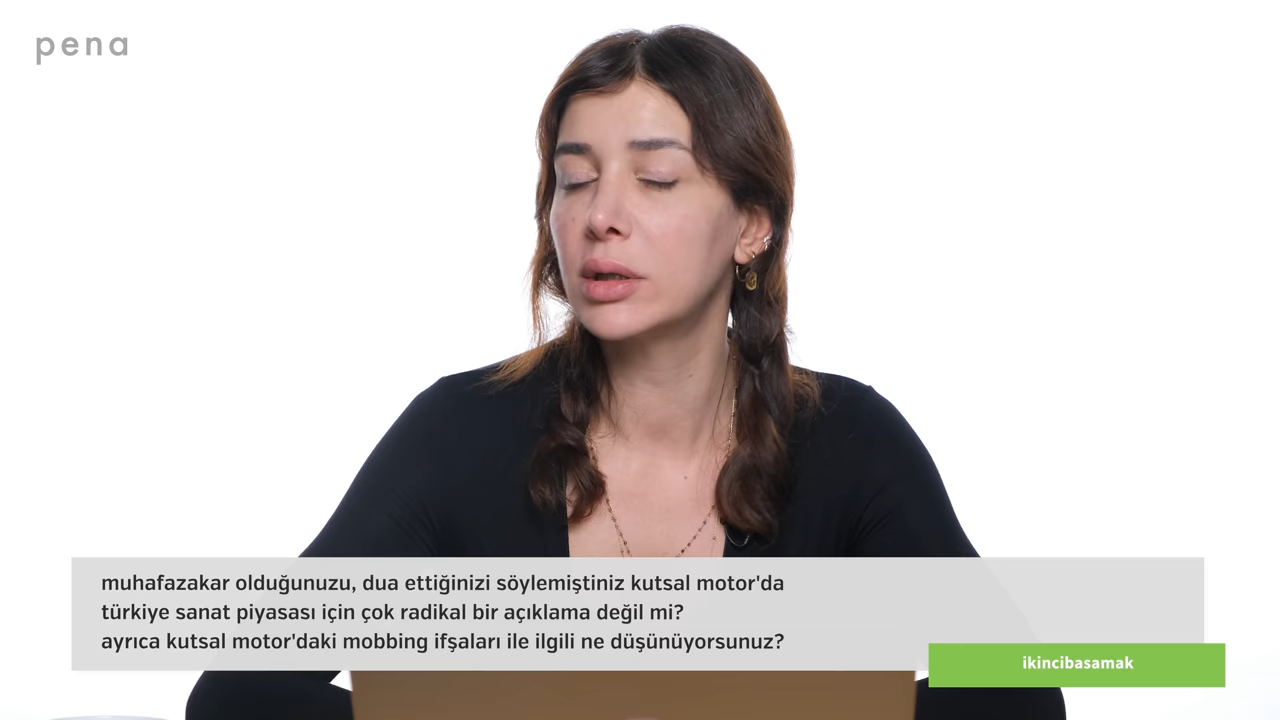 pena
muhafazakar olduğunuzu, dua ettiğinizi söylemiştiniz kutsal motor'da
türkiye sanat piyasası için çok radikal bir açıklama değil mi?
ayrıca kutsal motor'daki mobbing ifşaları ile ilgili ne düşünüyorsunuz?
ikincibasamak